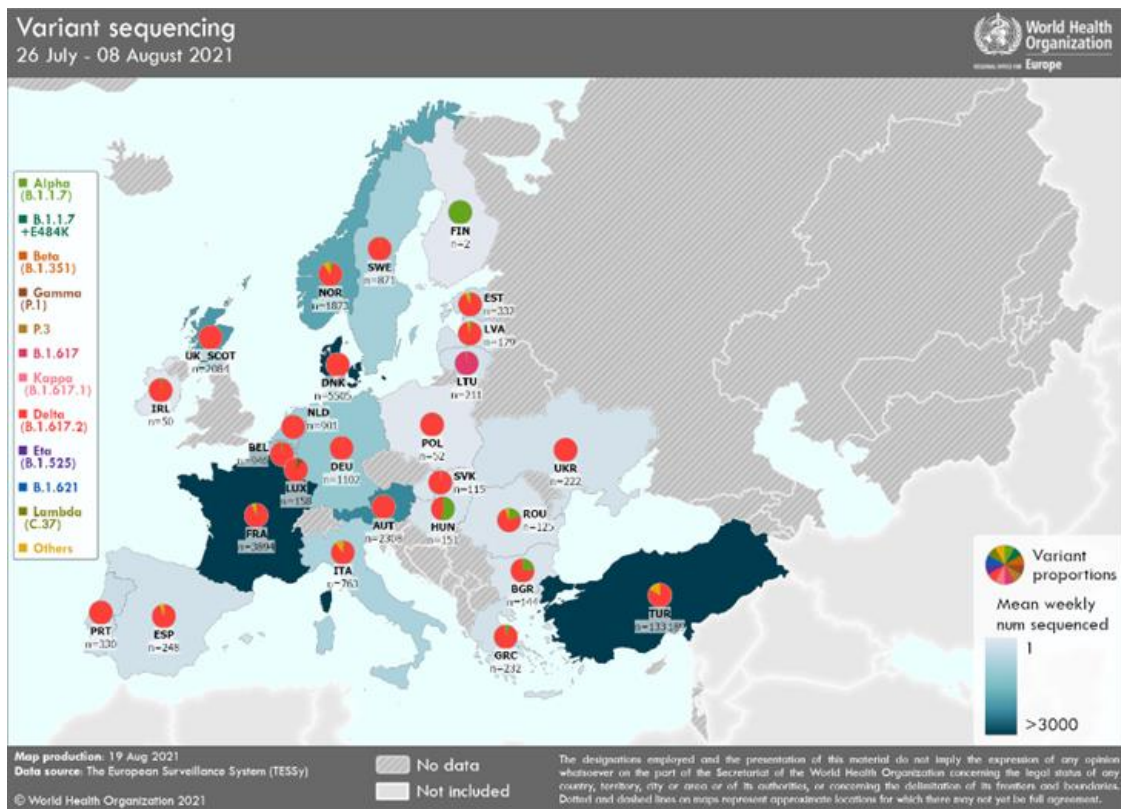 Variant sequencing
26 July - 08 August 2021
World Health
Organization
REGIONAL OFFICE FOR Europe
Alpha
(B.1.1.7)
B.1.1.7
+E484K
Beta
(B.1.351)
Gamma
(P.1)
P.3
B.1.617
Kappa
(B.1.617.1)
Delta
(B.1.617.2)
Eta
(B.1.525)
B.1.621
Lambda
(C.37)
Others
FIN
n=2
SWE
n=871
NOR
n=1873
EST
n=332
LVA
n=179
UK_SCOT
n=2084
DNK
n=5505
LTU
n=211
IRL
n=50
NLD
n=901
BEL
POL
n=52
DEU
n=1102
UKR
n=222
SVK
n=115
LUX
n=158
ROU
n=125
FRA
n=3894
AUT
n=2308
HUN
n=151
ITA
n=763
BGR
n=144
TUR
PRT
n=330
ESP
n=248
GRC
n=232
Variant
proportions
Mean weekly
num sequenced
1
>3000
Map production: 19 Aug 2021
Data source: The European Surveillance System (TESSy)
© World Health Organization 2021
No data
Not included
The designations employed and the presentation of this material do not imply the expression of any opinion
whatsoever on the part of the Secretariat of the World Health Organization concerning the legal status of any
country, territory, city or area or of its authorities, or concerning the delimitation of its frontiers and boundaries.
Dotted and dashed lines on maps represent approximate locations for which there may not yet be full agreement.